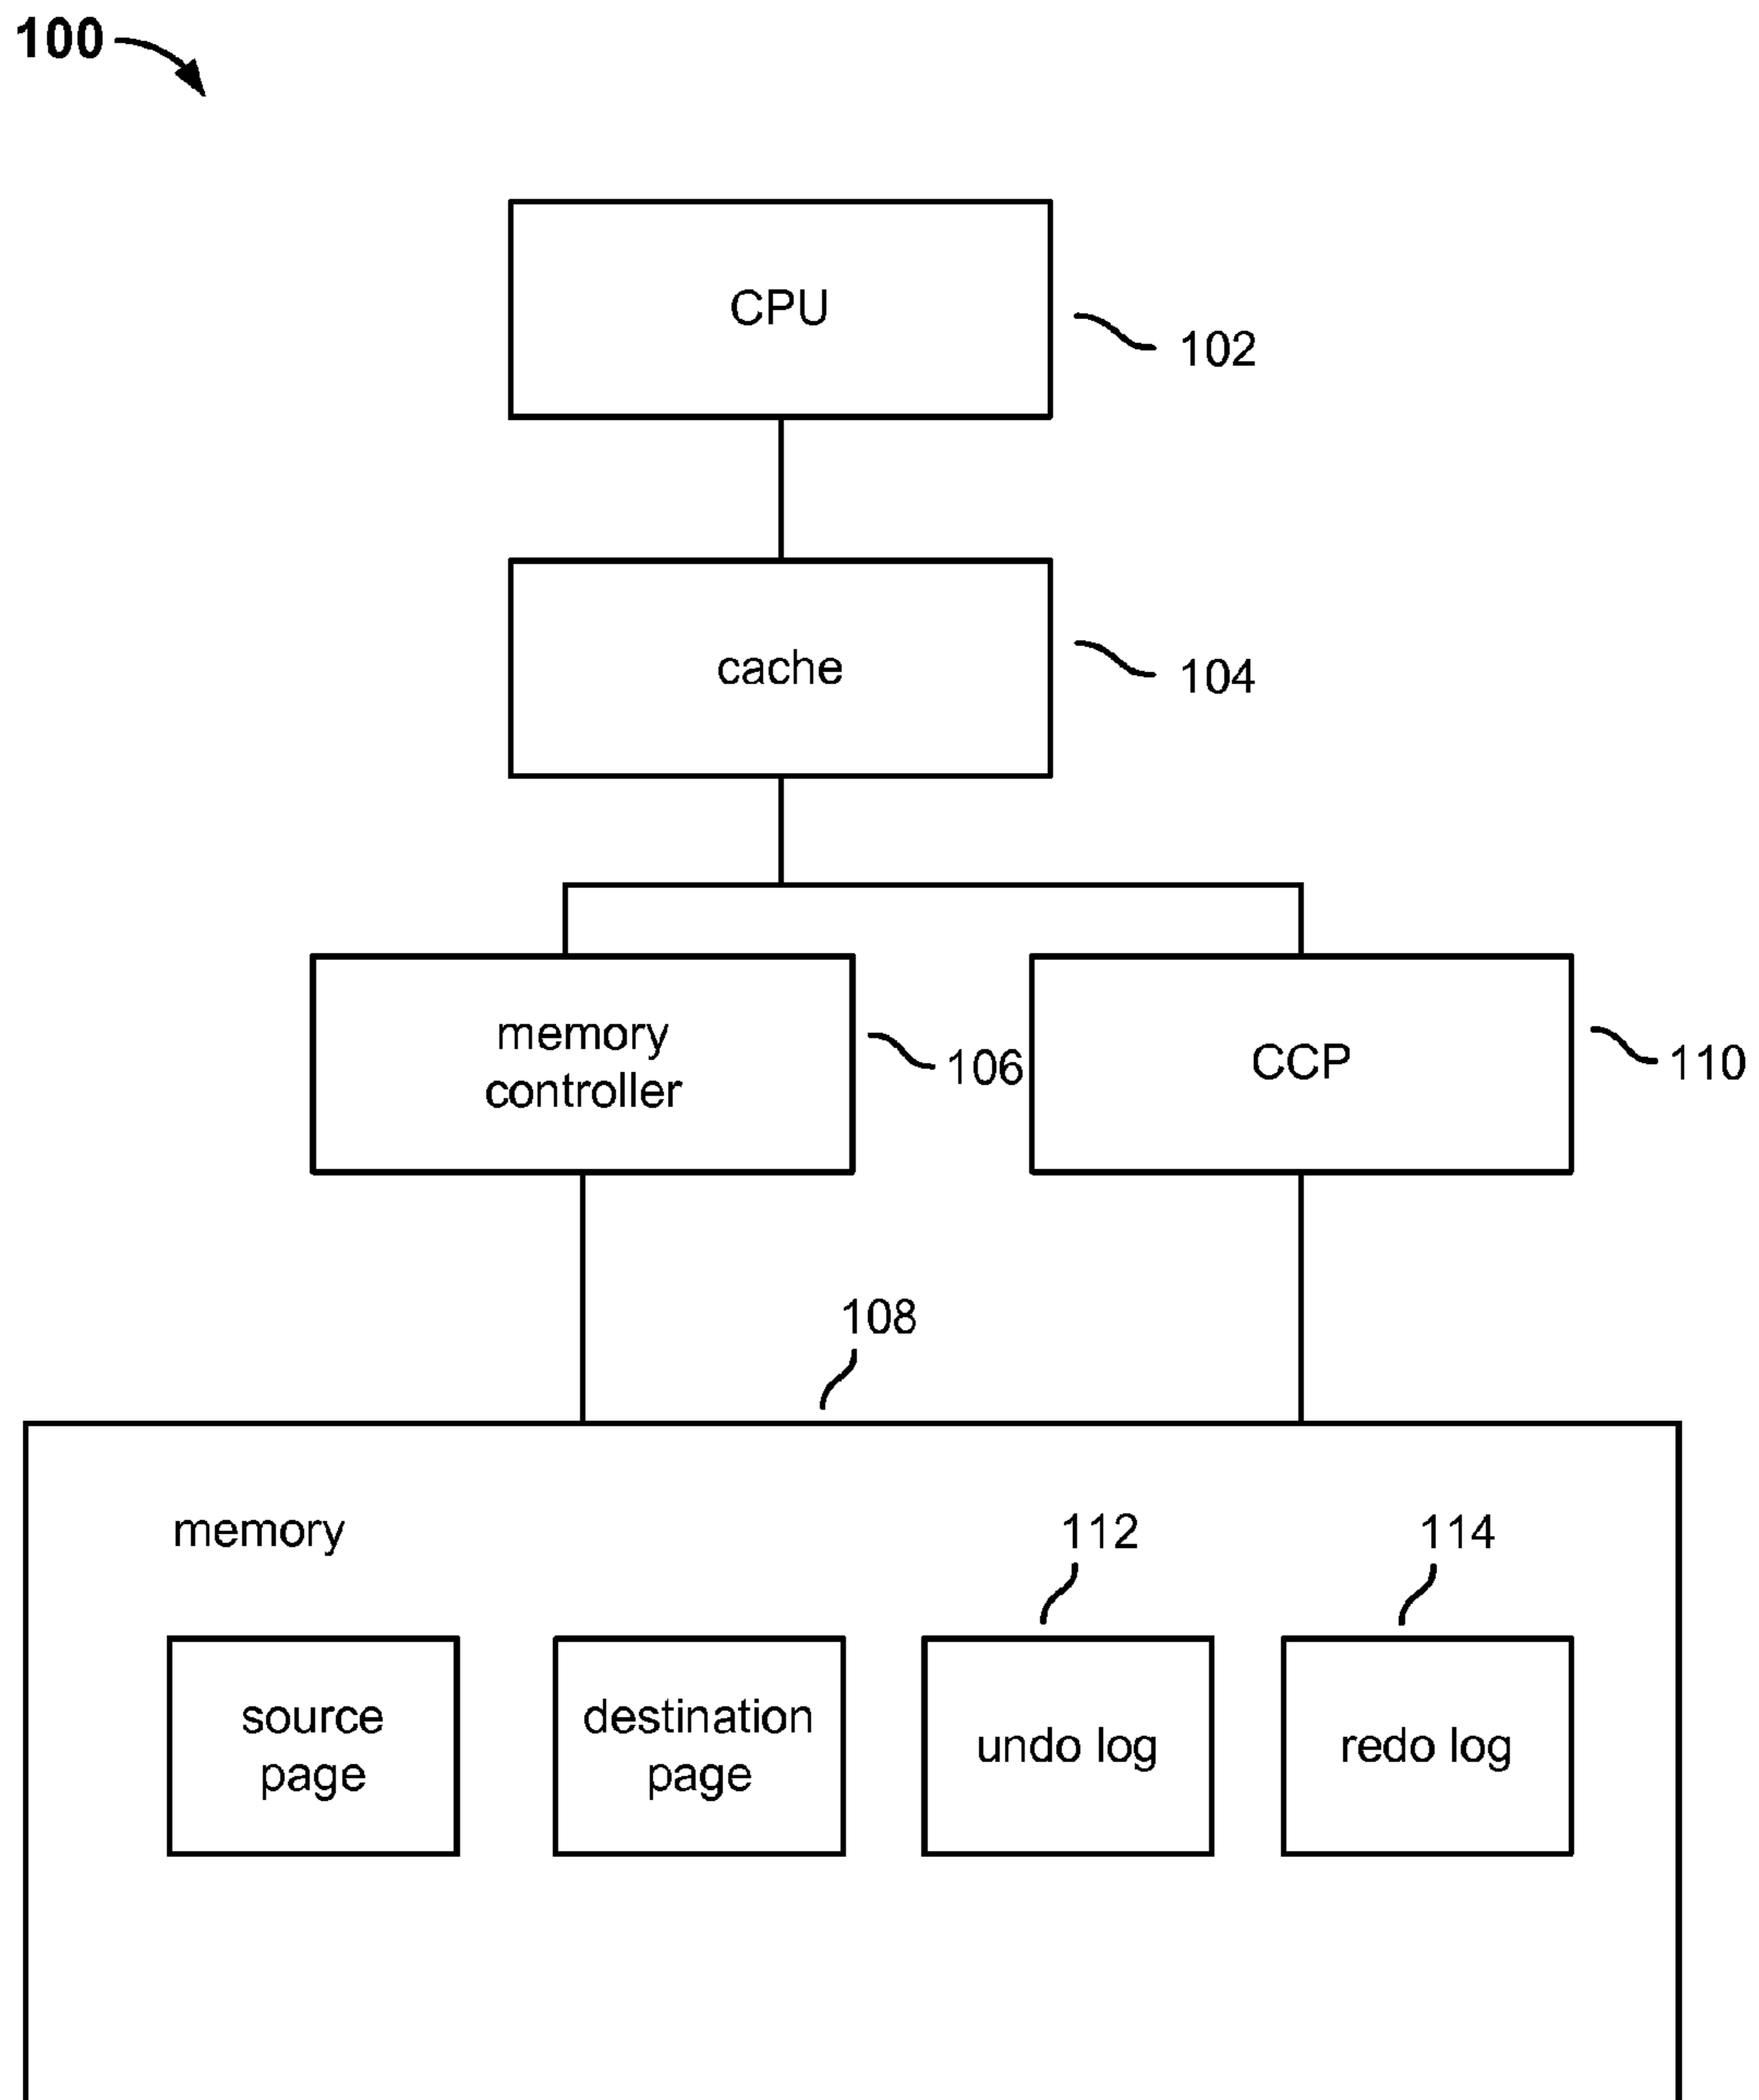 100
CPU
102
cache
104
memory
controller
106
CCP
110
108
memory
112
114
source
page
destination
page
undo log
redo log